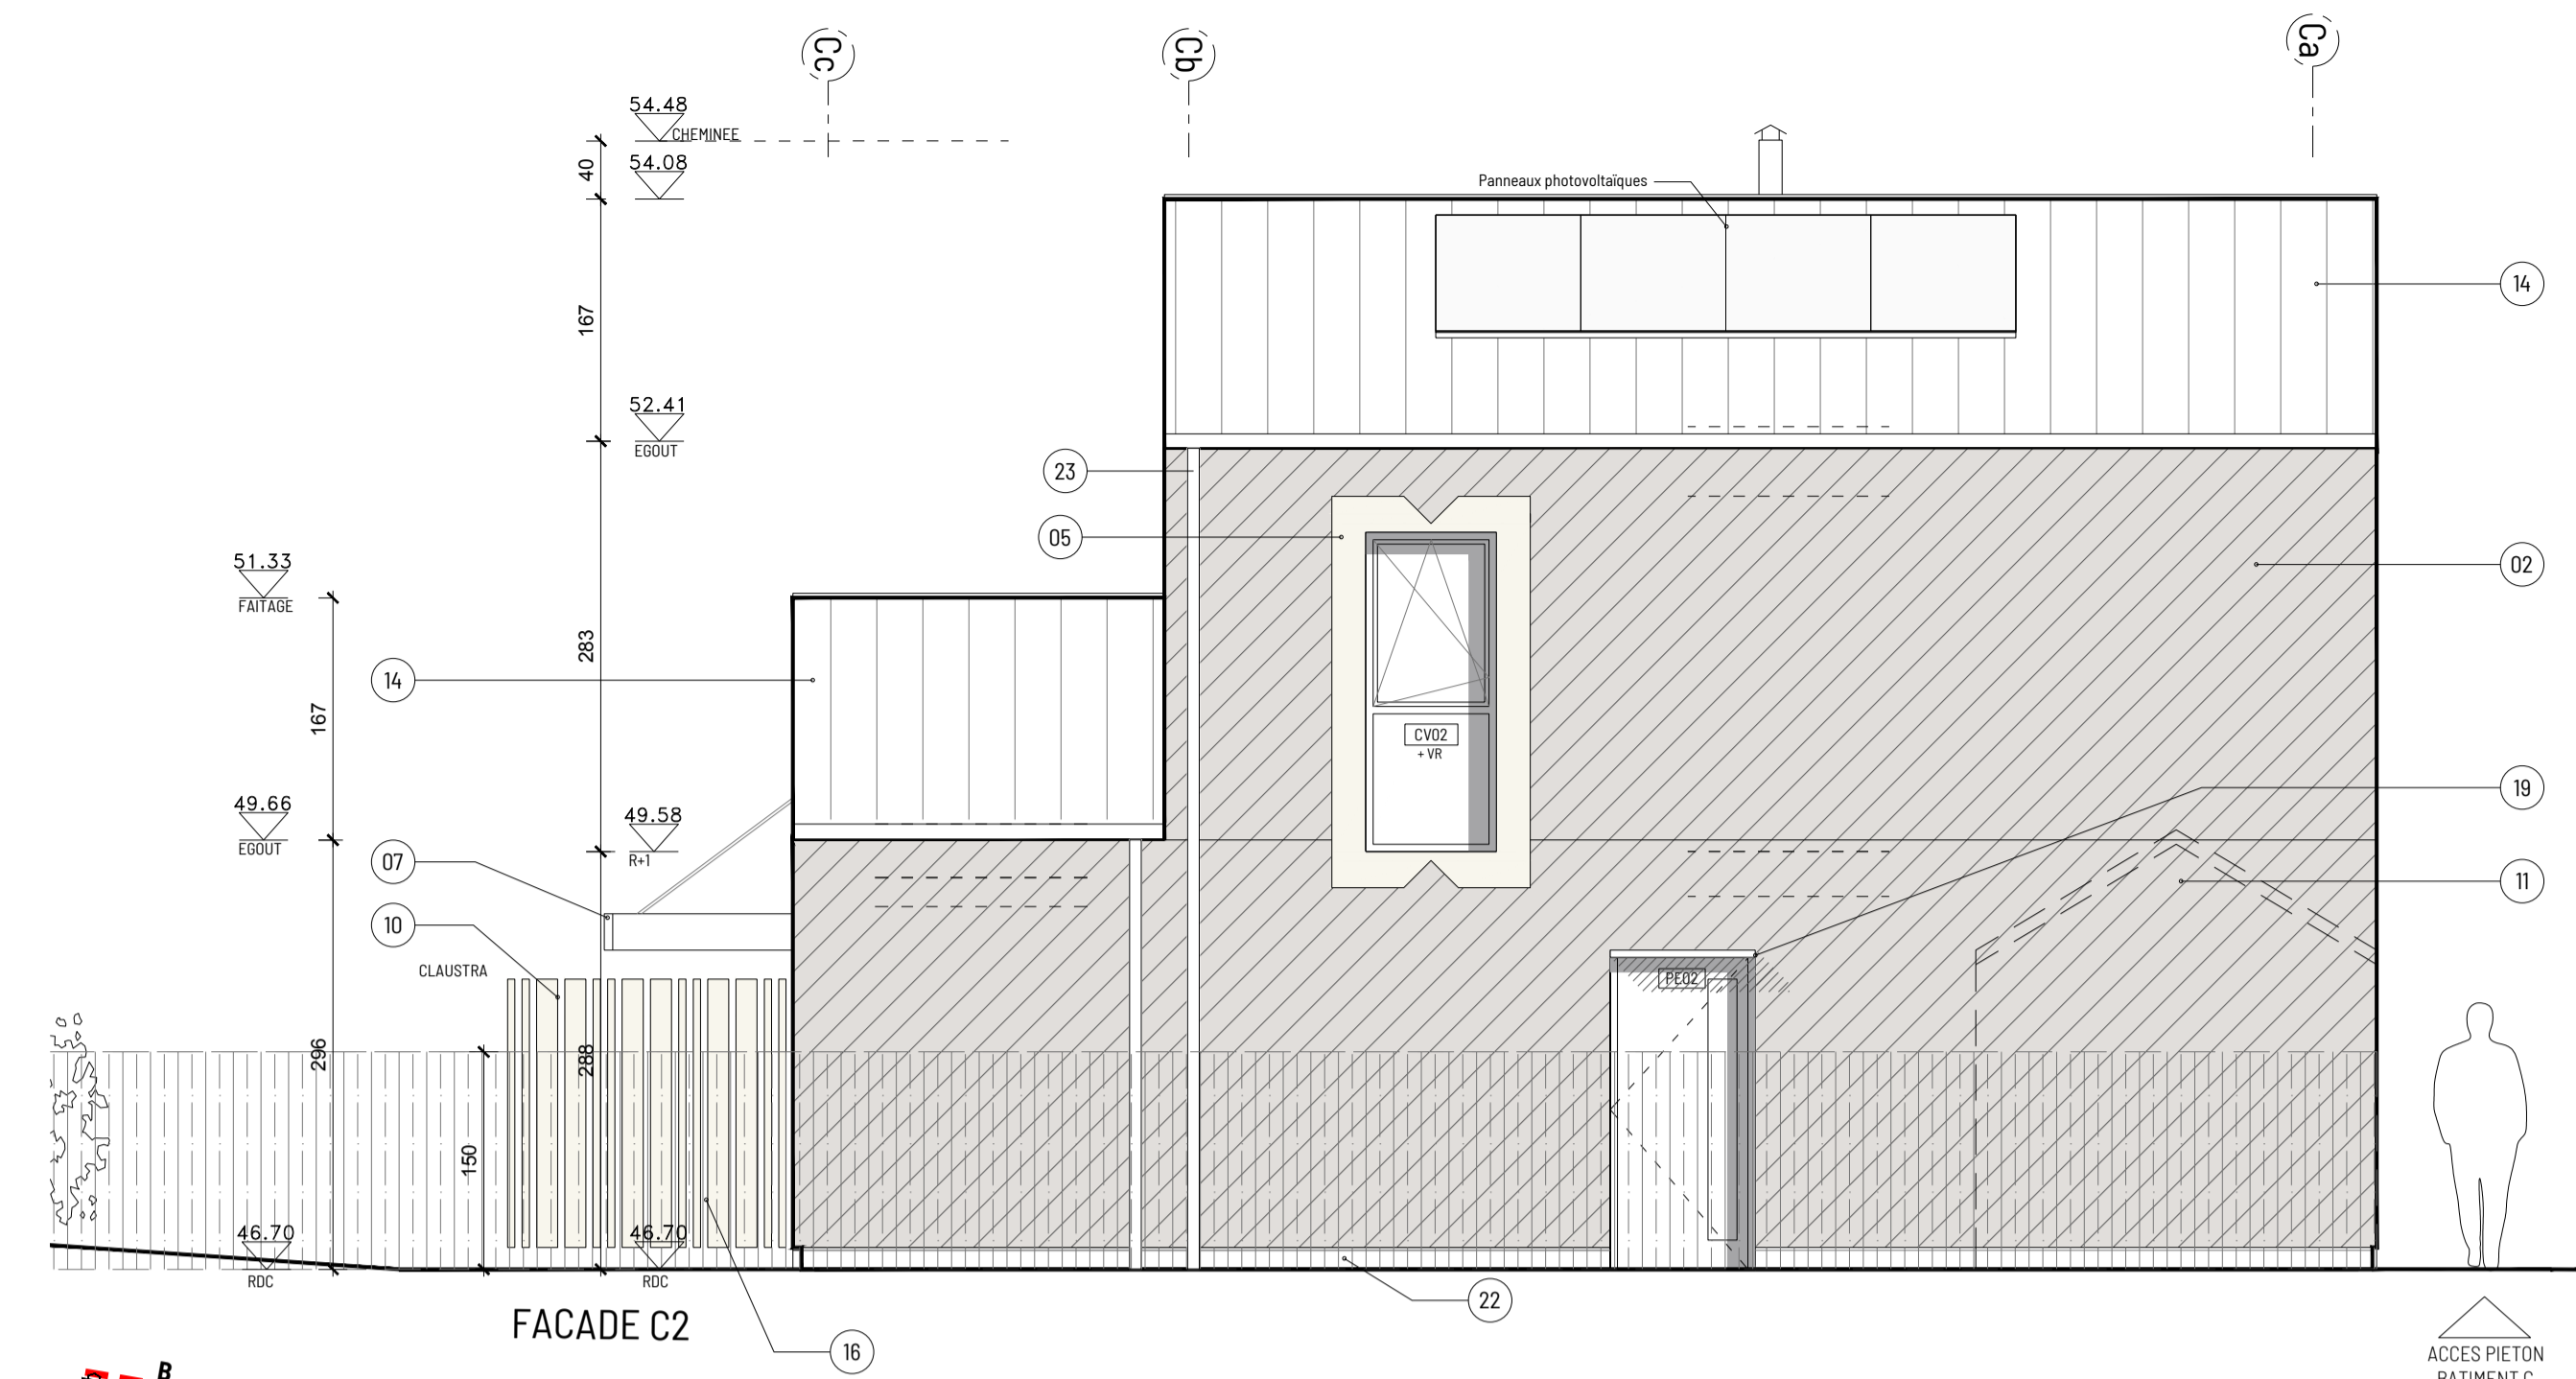 Cc
Cb
Ca
54.48
CHEMINEE
40
54.08
Panneaux photovoltaïques
14
167
52.41
EGOUT
23
05
02
51.33
FAITAGE
283
14
167
CV02
+ VR
19
49.66
EGOUT
49.58
R+1
07
11
10
CLAUSTRA
PE02
296
288
150
46.70
RDC
46.70
RDC
22
FACADE C2
16
ACCES PIETON
BATIMENT C
B